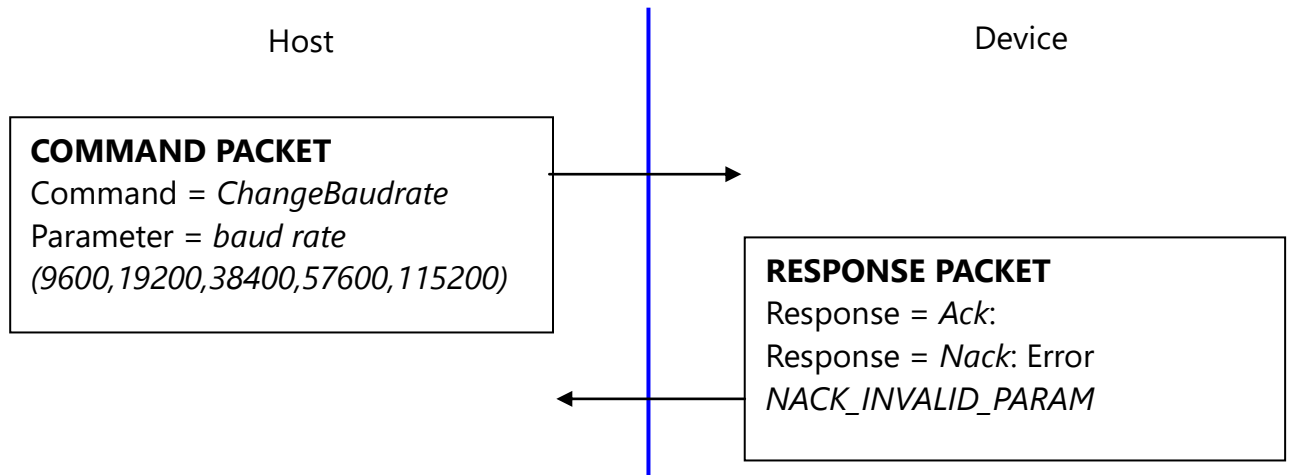 Host
Device
COMMAND PACKET
Command = ChangeBaudrate
Parameter = baud rate
(9600,19200,38400,57600,115200)
RESPONSE PACKET
Response = Ack:
Response = Nack: Error
NACK_INVALID_PARAM